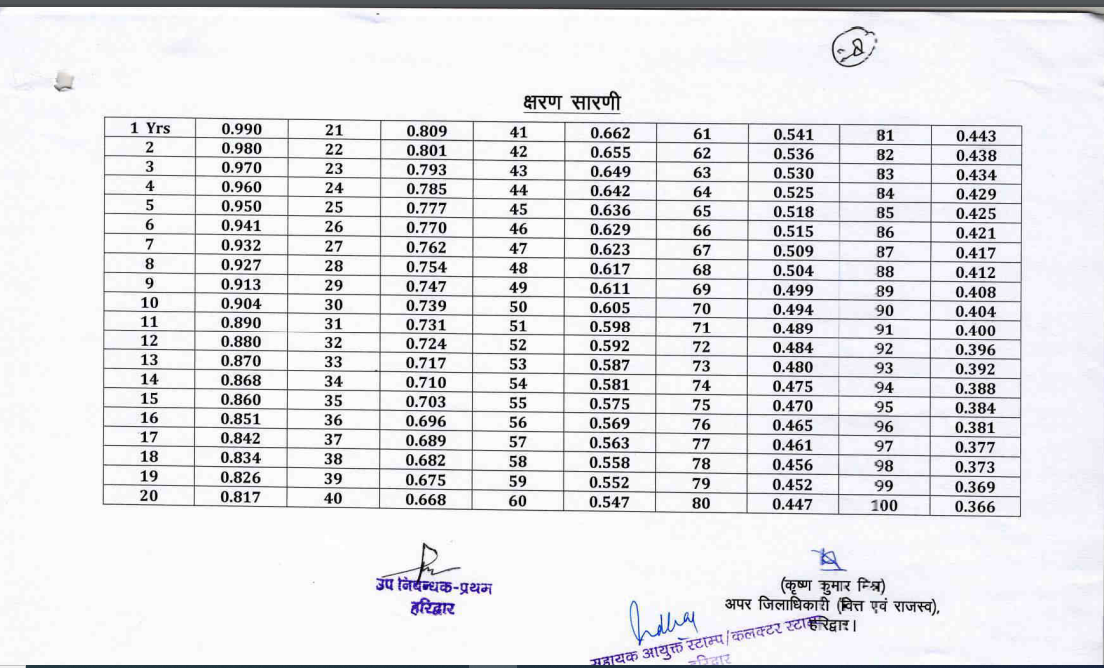 क्षरण सारणी
1 Yrs 0.990 21 0.809 41 0.662 61 0.541 81 0.443
2 0.980 22 0.801 42 0.655 62 0.536 82 0.438
3 0.970 23 0.793 43 0.649 63 0.530 83 0.434
4 0.960 24 0.785 44 0.642 64 0.525 84 0.429
5 0.950 25 0.777 45 0.636 65 0.518 85 0.425
6 0.941 26 0.770 46 0.629 66 0.515 86 0.421
7 0.932 27 0.762 47 0.623 67 0.509 87 0.417
8 0.927 28 0.754 48 0.617 68 0.504 88 0.412
9 0.913 29 0.747 49 0.611 69 0.499 89 0.408
10 0.904 30 0.739 50 0.605 70 0.494 90 0.404
11 0.890 31 0.731 51 0.598 71 0.489 91 0.400
12 0.880 32 0.724 52 0.592 72 0.484 92 0.396
13 0.870 33 0.717 53 0.587 73 0.480 93 0.392
14 0.868 34 0.710 54 0.581 74 0.475 94 0.388
15 0.860 35 0.703 55 0.575 75 0.470 95 0.384
16 0.851 36 0.696 56 0.569 76 0.465 96 0.381
17 0.842 37 0.689 57 0.563 77 0.461 97 0.377
18 0.834 38 0.682 58 0.558 78 0.456 98 0.373
19 0.826 39 0.675 59 0.552 79 0.452 99 0.369
20 0.817 40 0.668 60 0.547 80 0.447 100 0.366
उप निबन्धक-प्रथम
हरिद्वार
(कृष्ण कुमार मिश्र)
अपर जिलाधिकारी (वित्त एवं राजस्व),
हरिद्वार।
सहायक आयुक्त स्टाम्प/कलक्टर स्टाम्प
हरिद्वार